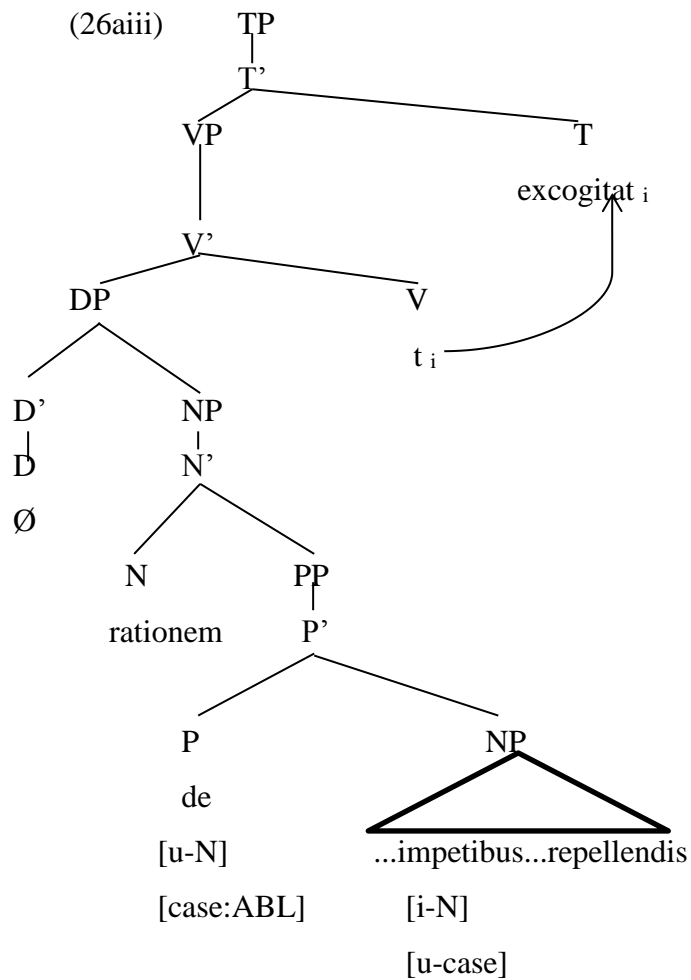 (26aiii) TP
T’
VP T
excogitat i
V’
DP V
t i
D’ NP
D N’
Ø
N PP
rationem P’
P NP
de
[u-N] ...impetibus...repellendis
[case:ABL] [i-N]
[u-case]